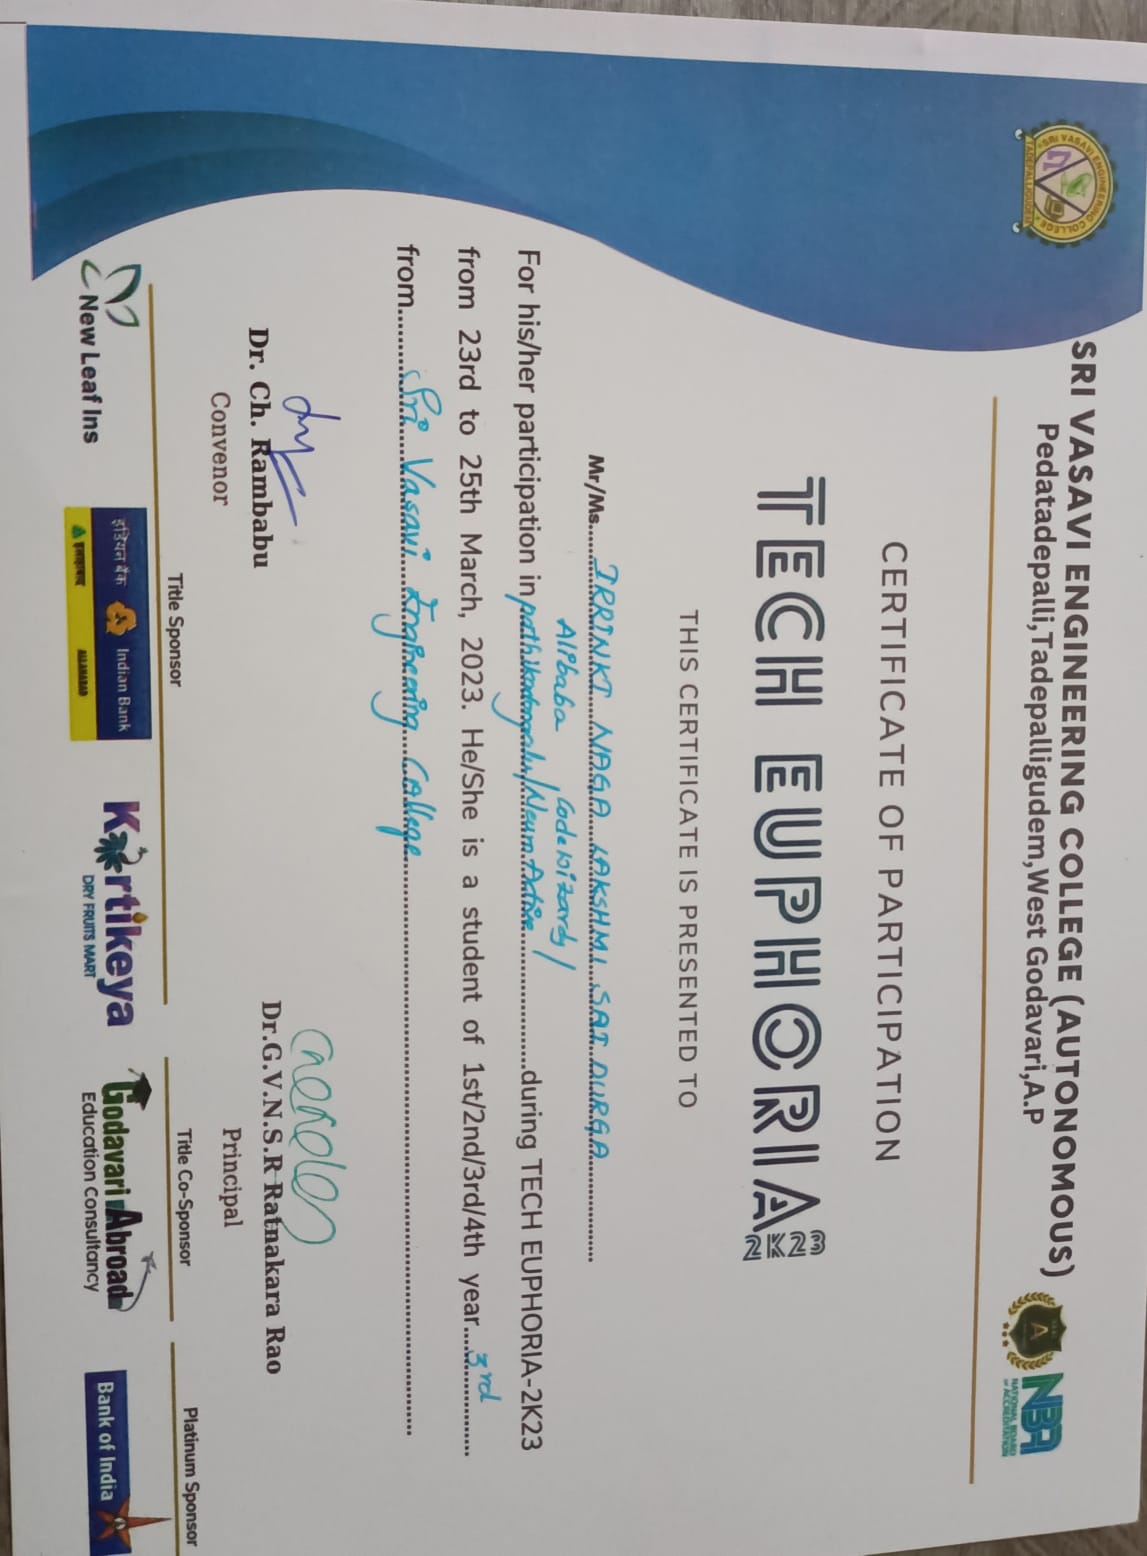 SRI VASAVI ENGINEERING COLLEGE (AUTONOMOUS)
Pedatadepalli,Tadepalligudem,West Godavari,A.P
SRI VASAVI ENGINEERING COLLEGE
TADEPALLIGUDEM
A
NBA
NATIONAL BOARD
of ACCREDITATION
CERTIFICATE OF PARTICIPATION
TECH EUPHORIA 2K23
THIS CERTIFICATE IS PRESENTED TO
Mr/Ms.....IRRINKI NAGA LAKSHMI SAI DURGA
Alibaba Codewizardy/
For his/her participation in pathikadongalu/Neuro Active during TECH EUPHORIA-2K23
from 23rd to 25th March, 2023. He/She is a student of 1st/2nd/3rd/4th year....3rd
from..........Sri Vasavi Engineering College
Dr. Ch. Rambabu
Convenor
Dr.G.V.N.S.R Ratnakara Rao
Principal
Title Sponsor
Title Co-Sponsor
Platinum Sponsor
New Leaf Ins
इंडियन बैंक Indian Bank
इलाहाबाद ALLAHABAD
Kartikeya
DRY FRUITS MART
Godavari Abroad
Education Consultancy
Bank of India